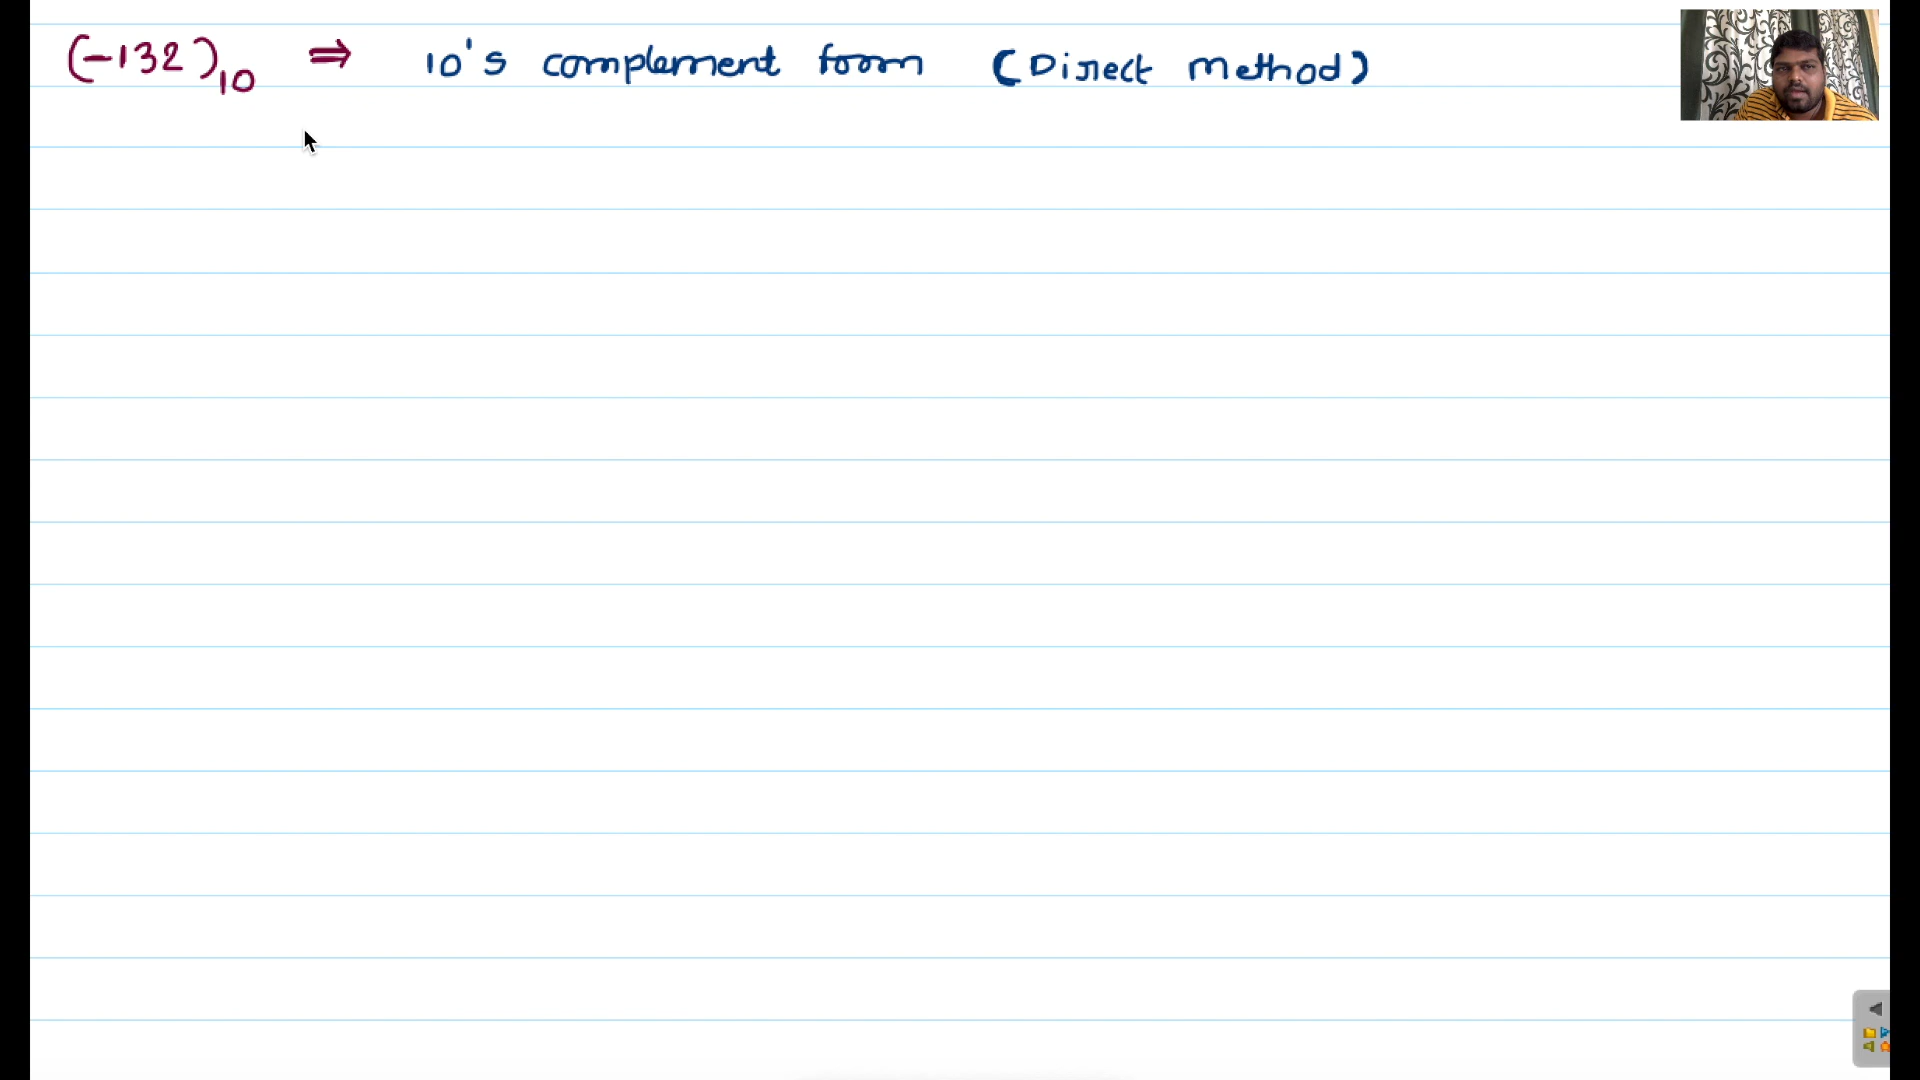 (-132)₁₀ ⇒ 10's complement form (Direct Method)